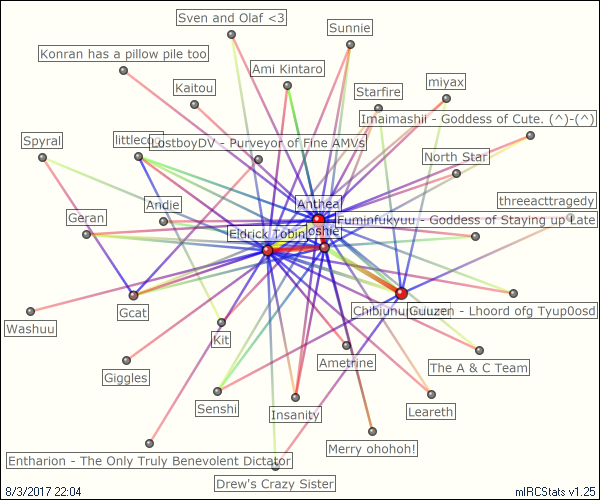 Sven and Olaf <3
Sunnie
Konran has a pillow pile too
Ami Kintaro
Kaitou
Starfire
miyax
Imaimashii - Goddess of Cute. (^)-(^)
Spyral
LostboyDV - Purveyor of Fine AMVs
North Star
threeacttragedy
Andie
Anthea
Geran
Fuminfukyuu - Goddess of Staying up Late
Eldrick Tobin
Gcat
Guuzen - Lhoord ofg Tyup0osd
Washuu
Kit
Ametrine
The A & C Team
Giggles
Senshi
Insanity
Leareth
Merry ohohoh!
Entharion - The Only Truly Benevolent Dictator
Drew's Crazy Sister
8/3/2017 22:04
mIRCStats v1.25